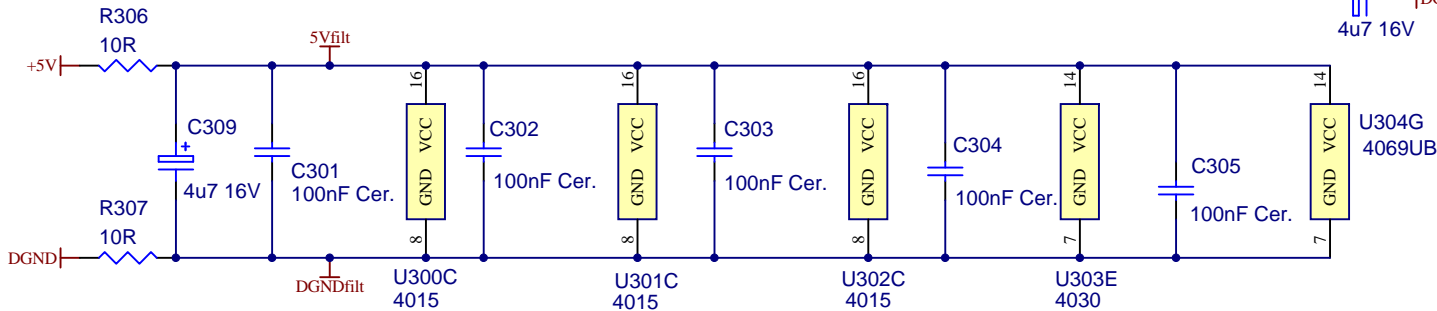 4u7 16V
R306
10R
+5V
5Vfilt
C309
+
4u7 16V
C301
100nF Cer.
16
VCC
GND
8
U300C
4015
C302
100nF Cer.
16
VCC
GND
8
U301C
4015
C303
100nF Cer.
16
VCC
GND
8
U302C
4015
C304
100nF Cer.
14
VCC
GND
7
U303E
4030
C305
100nF Cer.
14
VCC
GND
7
U304G
4069UB
R307
10R
DGND
DGNDfilt